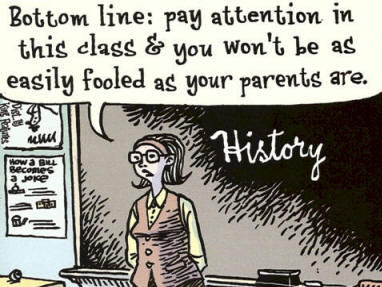 Bottom line: pay attention in
this class & you won't be as
easily fooled as your parents are.
History
How a Bill
Becomes
a Joke